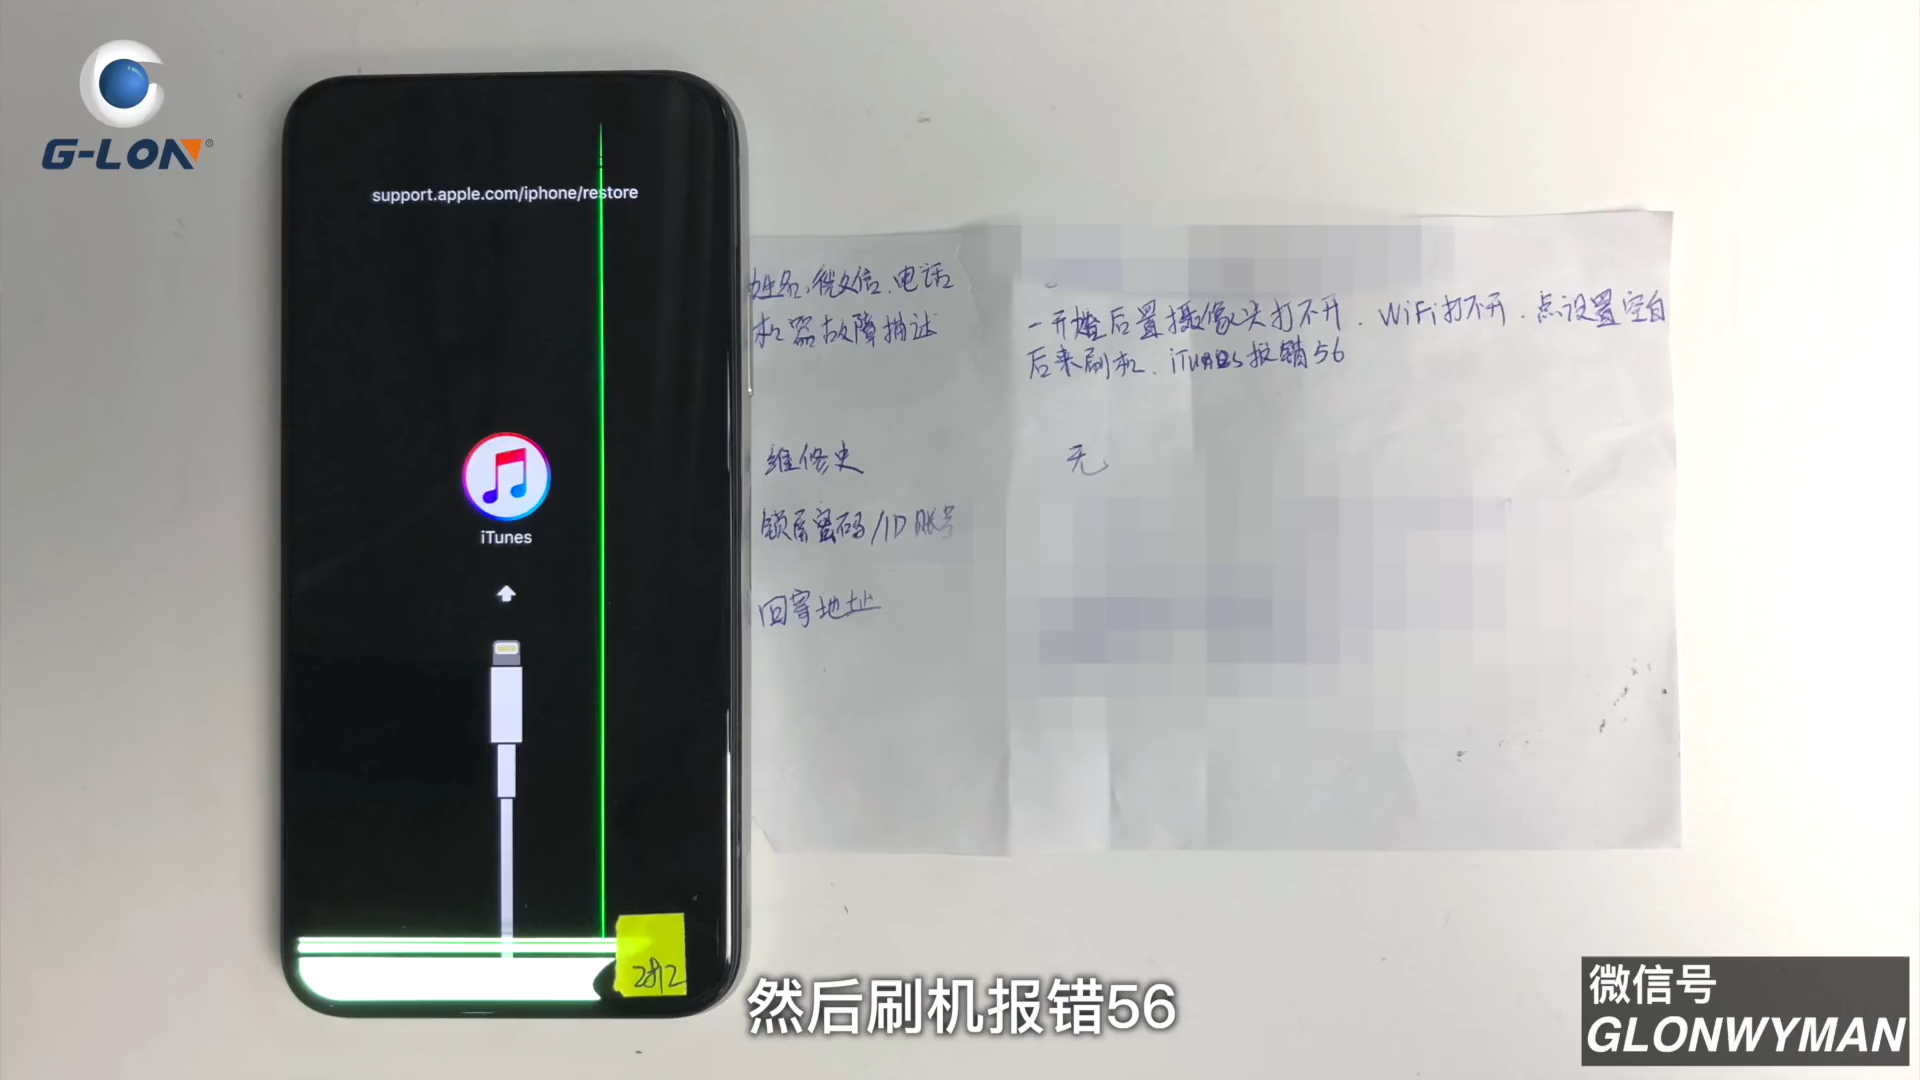 G-LON®
support.apple.com/iphone/restore
iTunes
姓名、微信、电话
机器故障描述
一开始后置摄像头打不开. WiFi打不开. 点设置空白
后来刷机、iTunes报错56
维修史
无
锁屏密码/ID账号
回寄地址
然后刷机报错56
微信号
GLONWYMAN